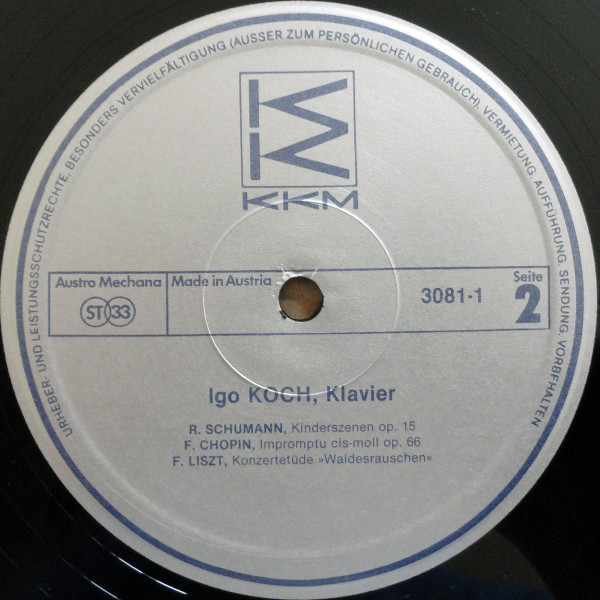 URHEBER- UND LEISTUNGSSCHUTZRECHTE, BESONDERS VERVIELFÄLTIGUNG (AUSSER ZUM PERSÖNLICHEN GEBRAUCH), VERMIETUNG, AUFFÜHRUNG, SENDUNG, VORBEHALTEN
KKM
Austro Mechana
ST 33
Made in Austria
3081-1
Seite
2
Igo KOCH, Klavier
R. SCHUMANN, Kinderszenen op. 15
F. CHOPIN, Impromptu cis-moll op. 66
F. LISZT, Konzertetüde »Waldesrauschen«